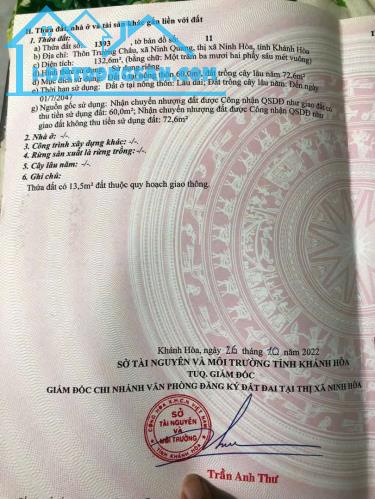 II. Thửa đất, nhà ở và tài sản khác gắn liền với đất
1. Thửa đất:
a) Thửa đất số: 1393, tờ bản đồ số: 11
b) Địa chỉ: Thôn Trường Châu, xã Ninh Quang, thị xã Ninh Hòa, tỉnh Khánh Hòa
c) Diện tích: 132,6m², (bằng chữ: Một trăm ba mươi hai phẩy sáu mét vuông)
Sử dụng riêng
d) Mục đích tại nông thôn 60,0m²; Đất trồng cây lâu năm 72,6m²
e) Thời hạn sử dụng: Đất ở tại nông thôn: Lâu dài; Đất trồng cây lâu năm: Đến ngày
01/7/2047
g) Nguồn gốc sử dụng: Nhận chuyển nhượng đất được Công nhận QSDĐ như giao đất có
thu tiền sử dụng đất: 60,0m²; Nhận chuyển nhượng đất được Công nhận QSDĐ như
giao đất không thu tiền sử dụng đất: 72,6m²
2. Nhà ở: -/-.
3. Công trình xây dựng khác: -/-.
4. Rừng sản xuất là rừng trồng: -/-.
5. Cây lâu năm: -/-.
6. Ghi chú:
Thửa đất có 13,5m² đất thuộc quy hoạch giao thông.
Khánh Hòa, ngày 26 tháng 10 năm 2022
SỞ TÀI NGUYÊN VÀ MÔI TRƯỜNG TỈNH KHÁNH HÒA
TUQ. GIÁM ĐỐC
GIÁM ĐỐC CHI NHÁNH VĂN PHÒNG ĐĂNG KÝ ĐẤT ĐAI TẠI THỊ XÃ NINH HÒA
CỘNG HÒA X.H.C.N VIỆT NAM
SỞ
TÀI NGUYÊN
VÀ
MÔI TRƯỜNG
TỈNH KHÁNH HÒA
Trần Anh Thư